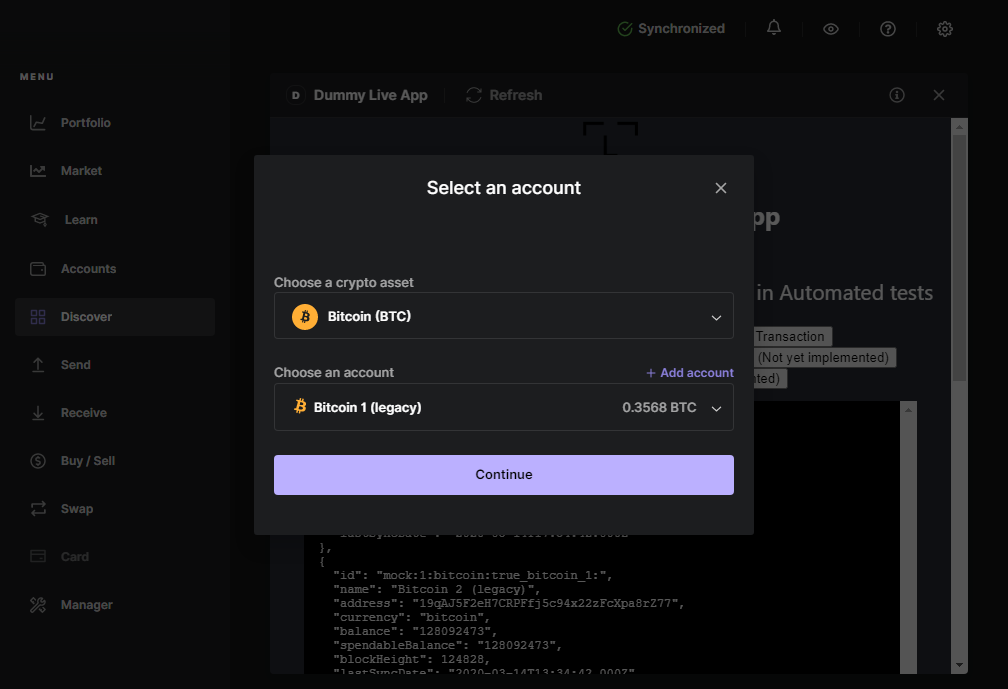 Synchronized
MENU
D Dummy Live App
Refresh
Portfolio
Market
Learn
Accounts
Discover
Send
Receive
Buy / Sell
Swap
Card
Manager
Select an account
Choose a crypto asset
Bitcoin (BTC)
Choose an account
+ Add account
Bitcoin 1 (legacy)
0.3568 BTC
Continue
in Automated tests
Transaction
(Not yet implemented)
},
{
"id": "mock:1:bitcoin:true_bitcoin_1:",
"name": "Bitcoin 2 (legacy)",
"address": "19qAJ5F2eH7CRPFfj5c94x22zFcXpa8rZ77",
"currency": "bitcoin",
"balance": "128092473",
"spendableBalance": "128092473",
"blockHeight": 124828,
"lastSyncDate": "2020-03-14T13:34:42.000Z"